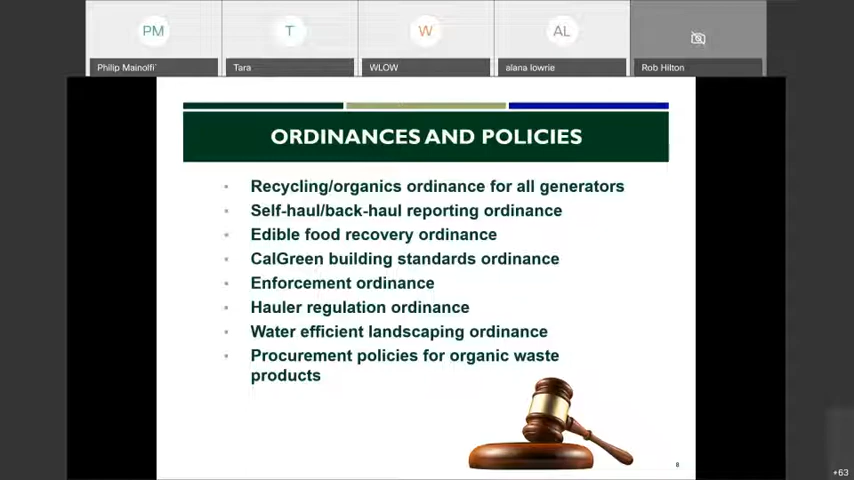 PM
T
W
AL
Philip Mainolfi
Tara
WLOW
alana lowrie
Rob Hilton
ORDINANCES AND POLICIES
Recycling/organics ordinance for all generators
Self-haul/back-haul reporting ordinance
Edible food recovery ordinance
CalGreen building standards ordinance
Enforcement ordinance
Hauler regulation ordinance
Water efficient landscaping ordinance
Procurement policies for organic waste
products
8
+63